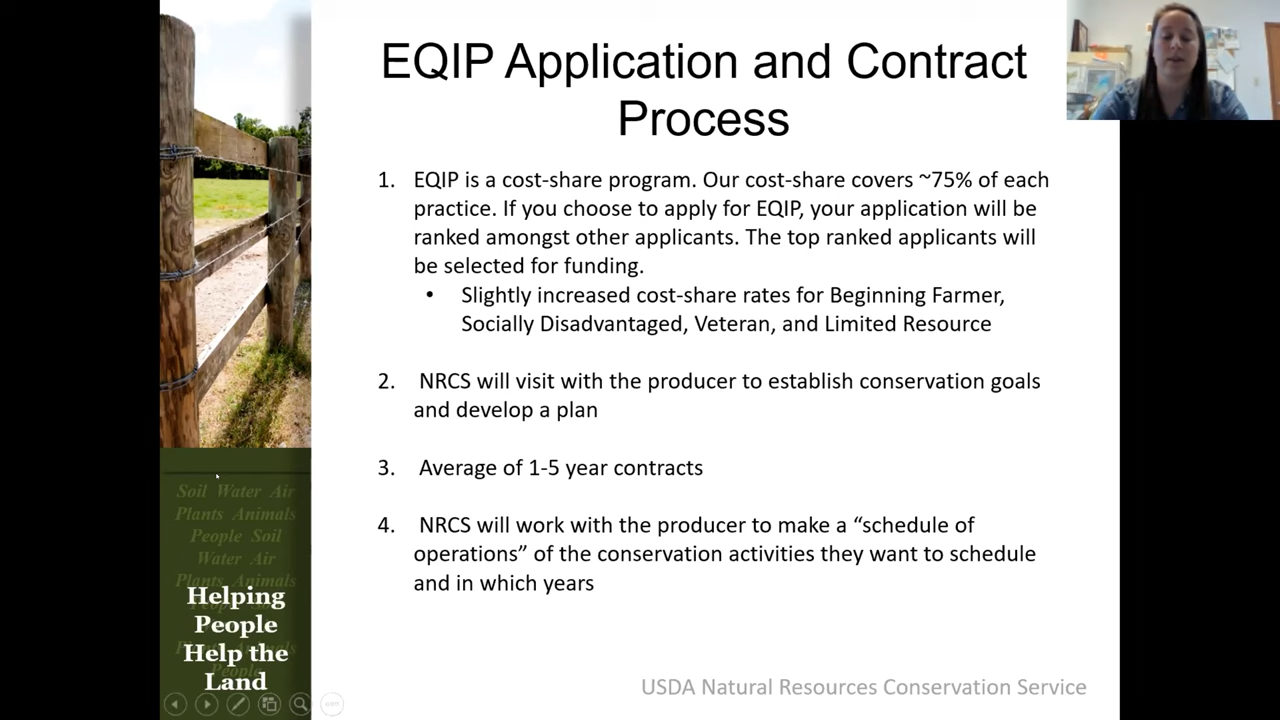 EQIP Application and Contract
Process
1. EQIP is a cost-share program. Our cost-share covers ~75% of each
practice. If you choose to apply for EQIP, your application will be
ranked amongst other applicants. The top ranked applicants will
be selected for funding.
• Slightly increased cost-share rates for Beginning Farmer,
Socially Disadvantaged, Veteran, and Limited Resource
2. NRCS will visit with the producer to establish conservation goals
and develop a plan
3. Average of 1-5 year contracts
4. NRCS will work with the producer to make a “schedule of
operations” of the conservation activities they want to schedule
and in which years
Soil Water Air
Plants Animals
People Soil
Water Air
Plants Animals
Helping
People
Help the
Land
USDA Natural Resources Conservation Service